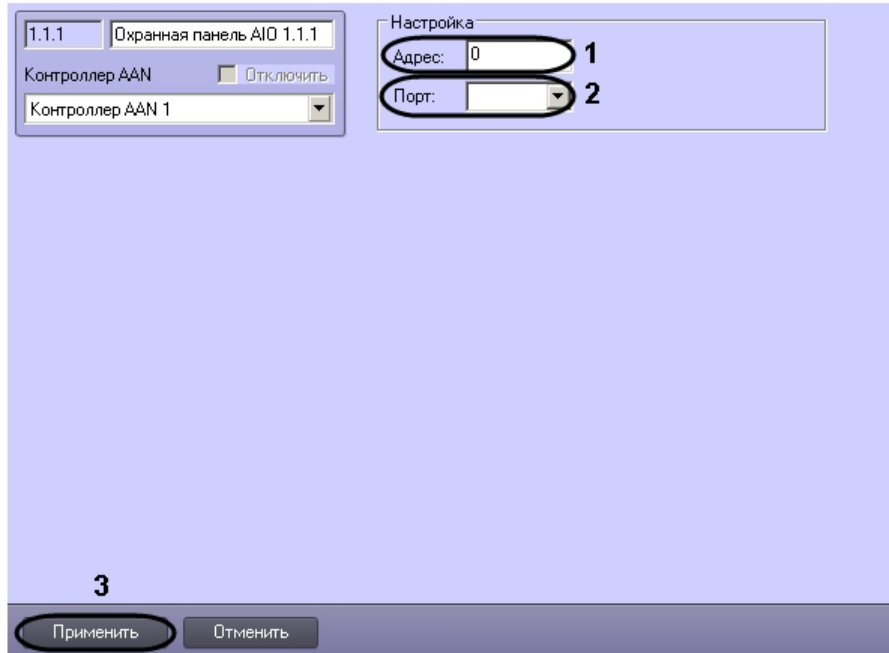 1.1.1 Охранная панель AIO 1.1.1
Контроллер AAN Отключить
Контроллер AAN 1
Настройка
Адрес: 0 1
Порт: 2
3
Применить Отменить